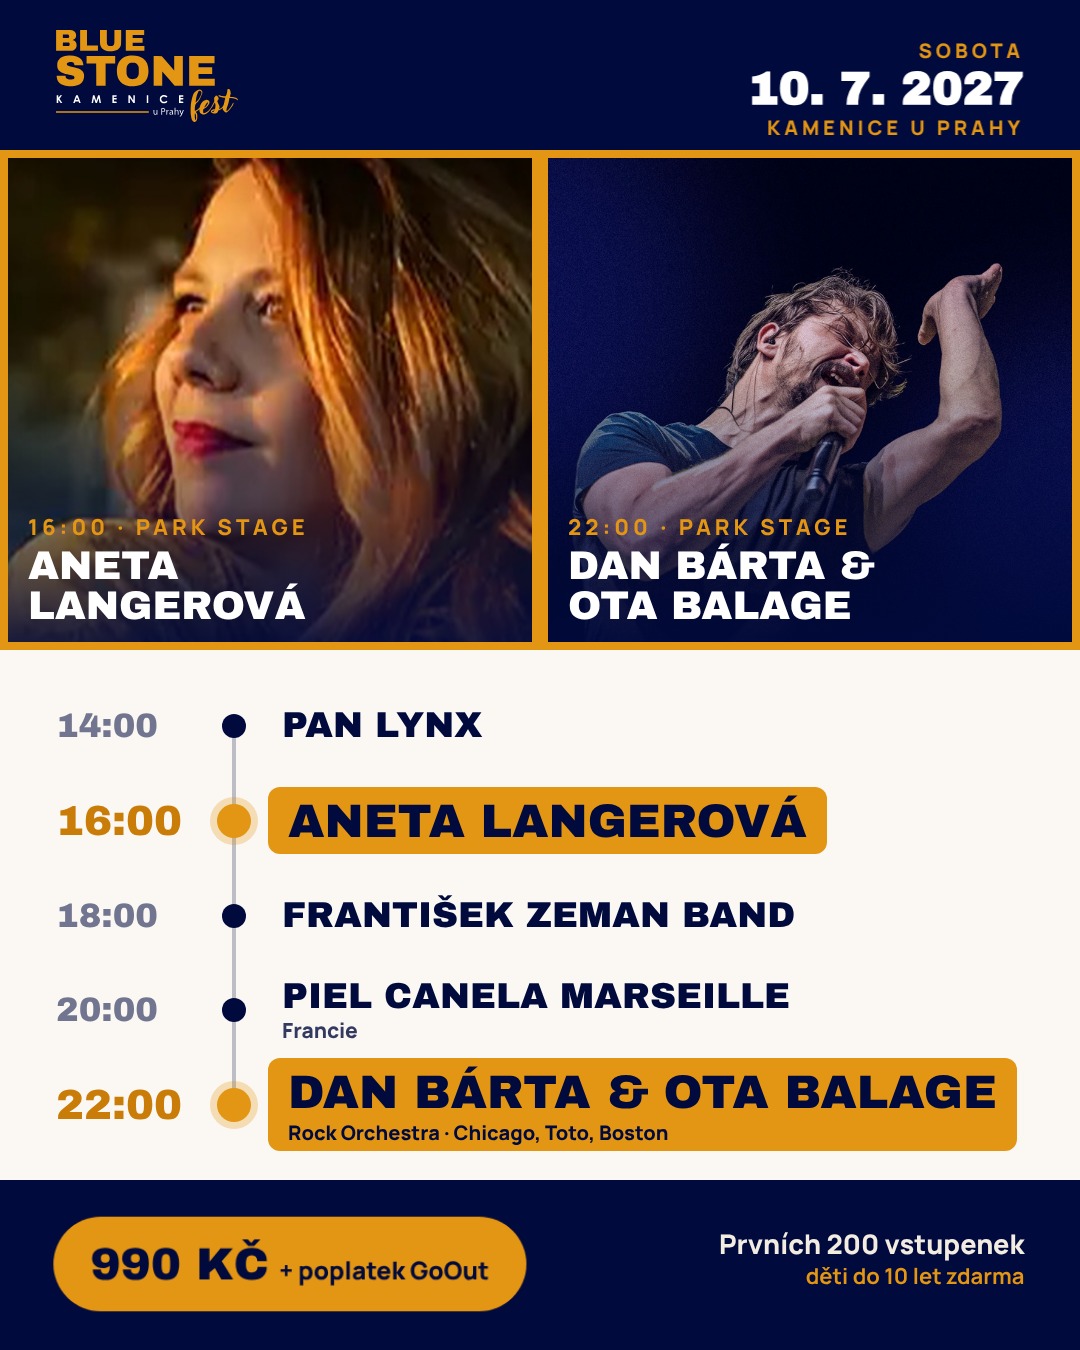 BLUE
STONE
KAMENICE fest
u Prahy
SOBOTA
10. 7. 2027
KAMENICE U PRAHY
16:00 · PARK STAGE
ANETA
LANGEROVÁ
22:00 · PARK STAGE
DAN BÁRTA &
OTA BALAGE
14:00 PAN LYNX
16:00 ANETA LANGEROVÁ
18:00 FRANTIŠEK ZEMAN BAND
20:00 PIEL CANELA MARSEILLE
Francie
22:00 DAN BÁRTA & OTA BALAGE
Rock Orchestra · Chicago, Toto, Boston
990 KČ + poplatek GoOut
Prvních 200 vstupenek
děti do 10 let zdarma